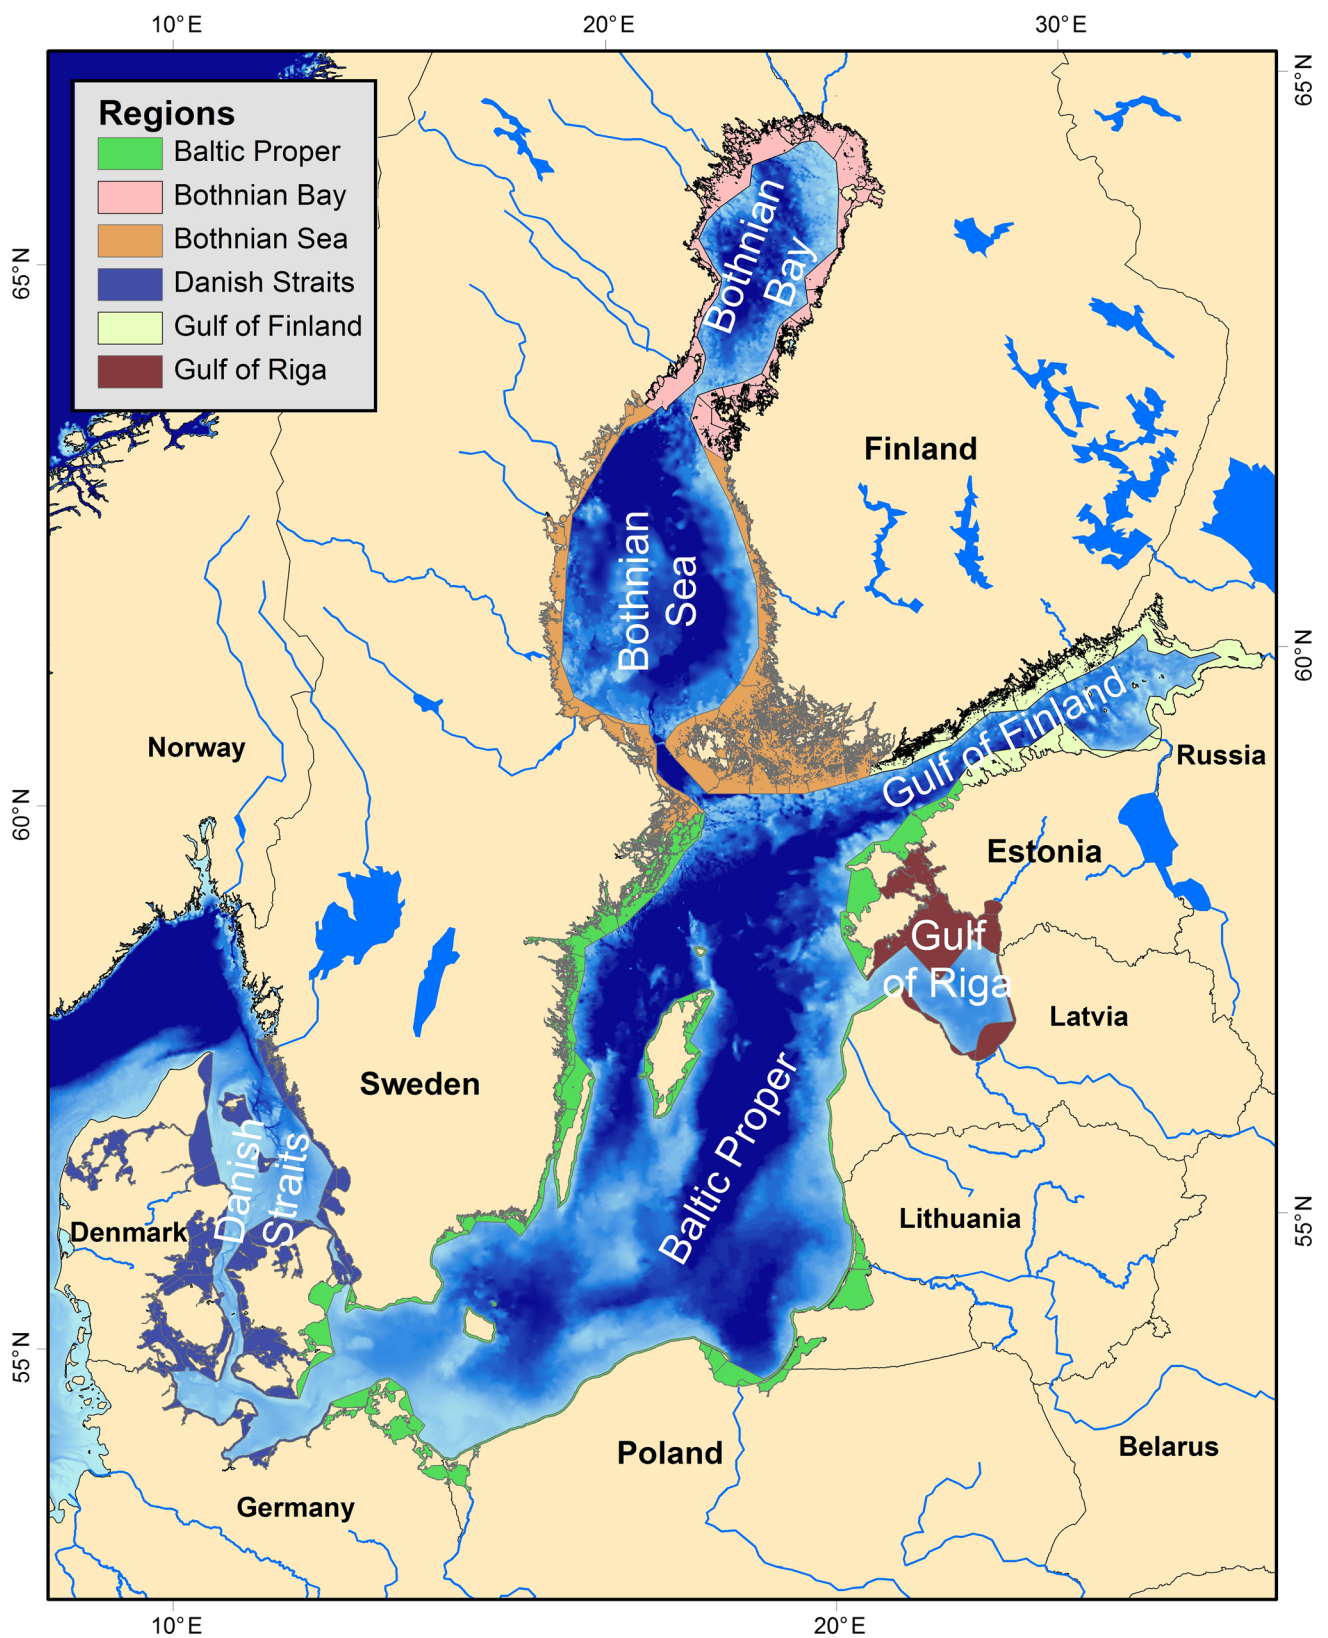 10°E
20°E
30°E
65°N
65°N
Regions
Baltic Proper
Bothnian Bay
Bothnian Sea
Danish Straits
Gulf of Finland
Gulf of Riga
Bothnian
Bay
Finland
Bothnian
Sea
60°N
60°N
Gulf of Finland
Norway
Russia
Estonia
Gulf
of Riga
Latvia
Sweden
Baltic Proper
Danish
Straits
Denmark
Lithuania
55°N
55°N
Poland
Belarus
Germany
10°E
20°E